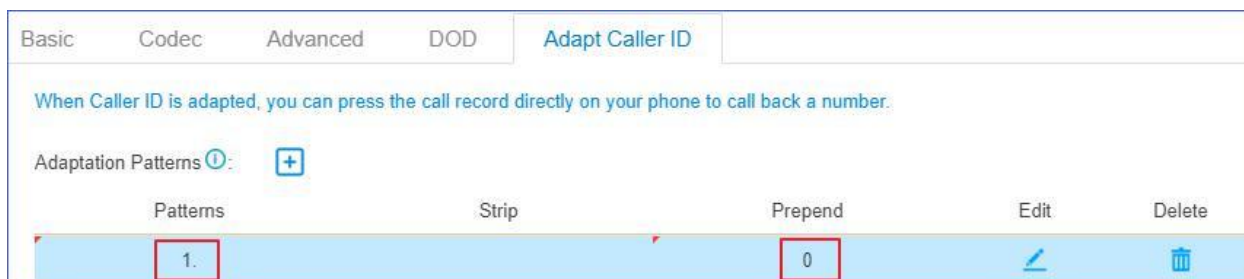 Basic Codec Advanced DOD Adapt Caller ID
When Caller ID is adapted, you can press the call record directly on your phone to call back a number.
Adaptation Patterns ⓘ:
Patterns Strip Prepend Edit Delete
1. 0